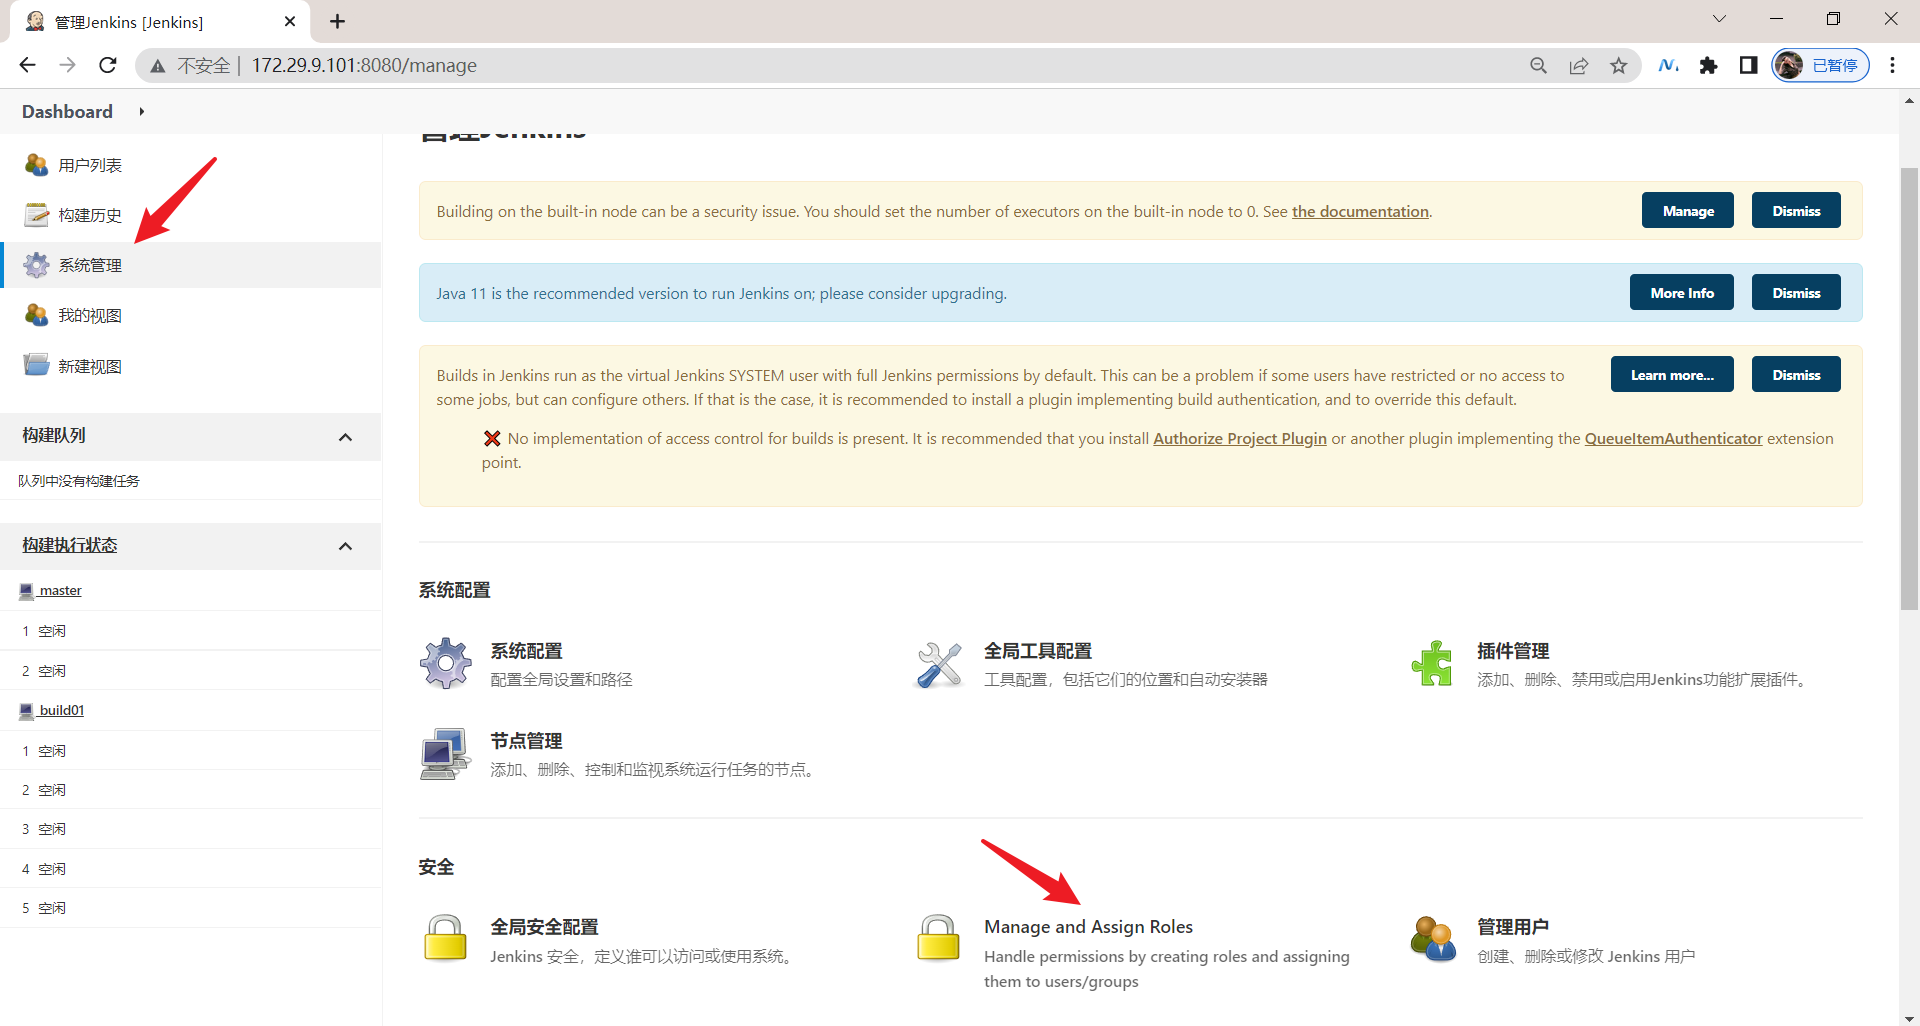 管理Jenkins [Jenkins]
不安全 | 172.29.9.101:8080/manage
已暂停
Dashboard
管理Jenkins
用户列表
构建历史
系统管理
我的视图
新建视图
构建队列
队列中没有构建任务
构建执行状态
master
1 空闲
2 空闲
build01
1 空闲
2 空闲
3 空闲
4 空闲
5 空闲
Building on the built-in node can be a security issue. You should set the number of executors on the built-in node to 0. See the documentation.
Manage
Dismiss
Java 11 is the recommended version to run Jenkins on; please consider upgrading.
More Info
Dismiss
Builds in Jenkins run as the virtual Jenkins SYSTEM user with full Jenkins permissions by default. This can be a problem if some users have restricted or no access to
some jobs, but can configure others. If that is the case, it is recommended to install a plugin implementing build authentication, and to override this default.
Learn more...
Dismiss
No implementation of access control for builds is present. It is recommended that you install Authorize Project Plugin or another plugin implementing the QueueItemAuthenticator extension
point.
系统配置
系统配置
配置全局设置和路径
全局工具配置
工具配置，包括它们的位置和自动安装器
插件管理
添加、删除、禁用或启用Jenkins功能扩展插件。
节点管理
添加、删除、控制和监视系统运行任务的节点。
安全
全局安全配置
Jenkins 安全，定义谁可以访问或使用系统。
Manage and Assign Roles
Handle permissions by creating roles and assigning
them to users/groups
管理用户
创建、删除或修改 Jenkins 用户